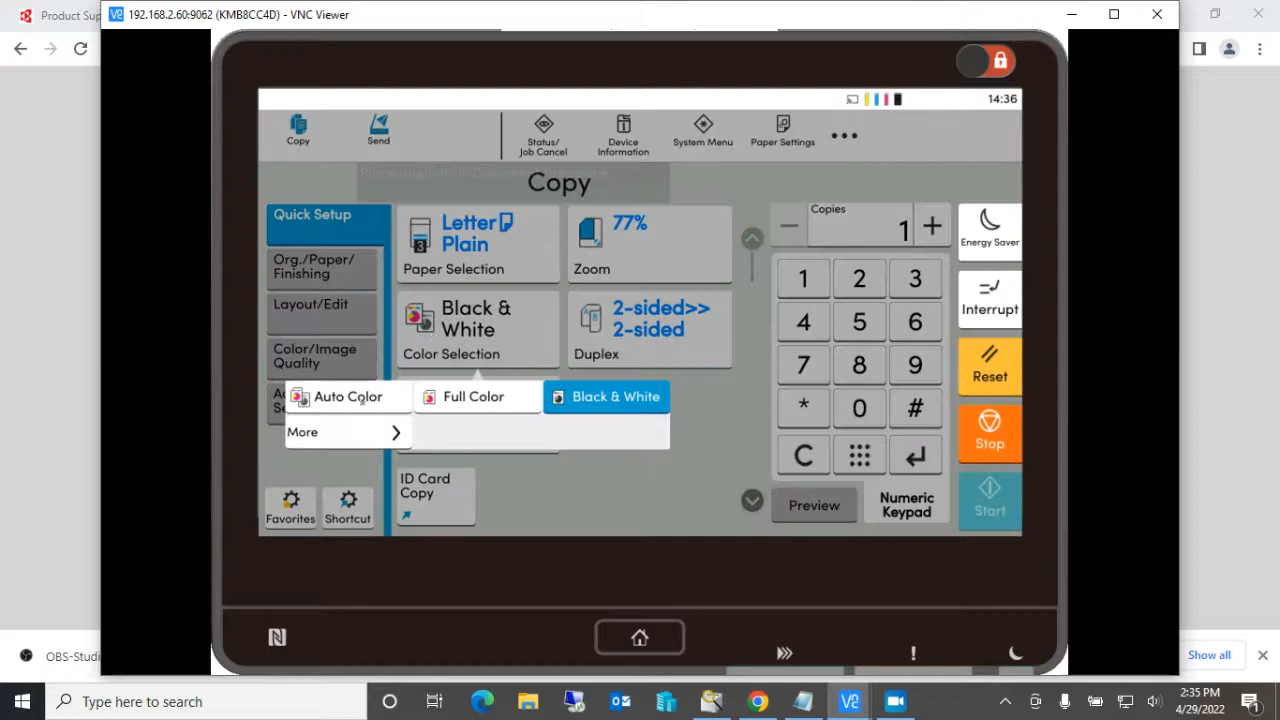 Product Sup
192.168.2.60:9062 (KMB8CC4D) - VNC Viewer
14:36
Copy
Send
Status/
Job Cancel
Device
Information
System Menu
Paper Settings
Copy
Quick Setup
Org./Paper/
Finishing
Layout/Edit
Color/Image
Quality
Favorites
Shortcut
3
Letter
Plain
Paper Selection
77%
Zoom
Black &
White
Color Selection
2-sided>>
2-sided
Duplex
Auto Color
Full Color
Black & White
More
ID Card
Copy
Copies
1
1 2 3
4 5 6
7 8 9
* 0 #
C
Preview
Numeric
Keypad
Energy Saver
Interrupt
Reset
Stop
Start
OBS-Studi
Show all
Type here to search
2:35 PM
4/29/2022
1